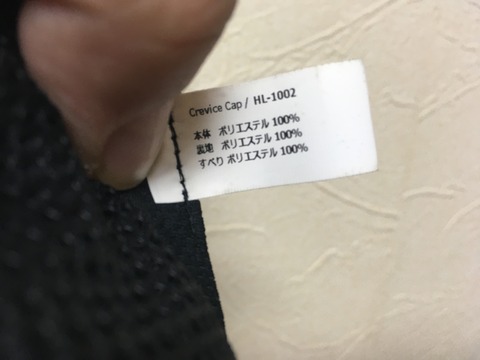 Crevice Cap / HL-1002
本体 ポリエステル 100%
裏地 ポリエステル 100%
すべり ポリエステル 100%